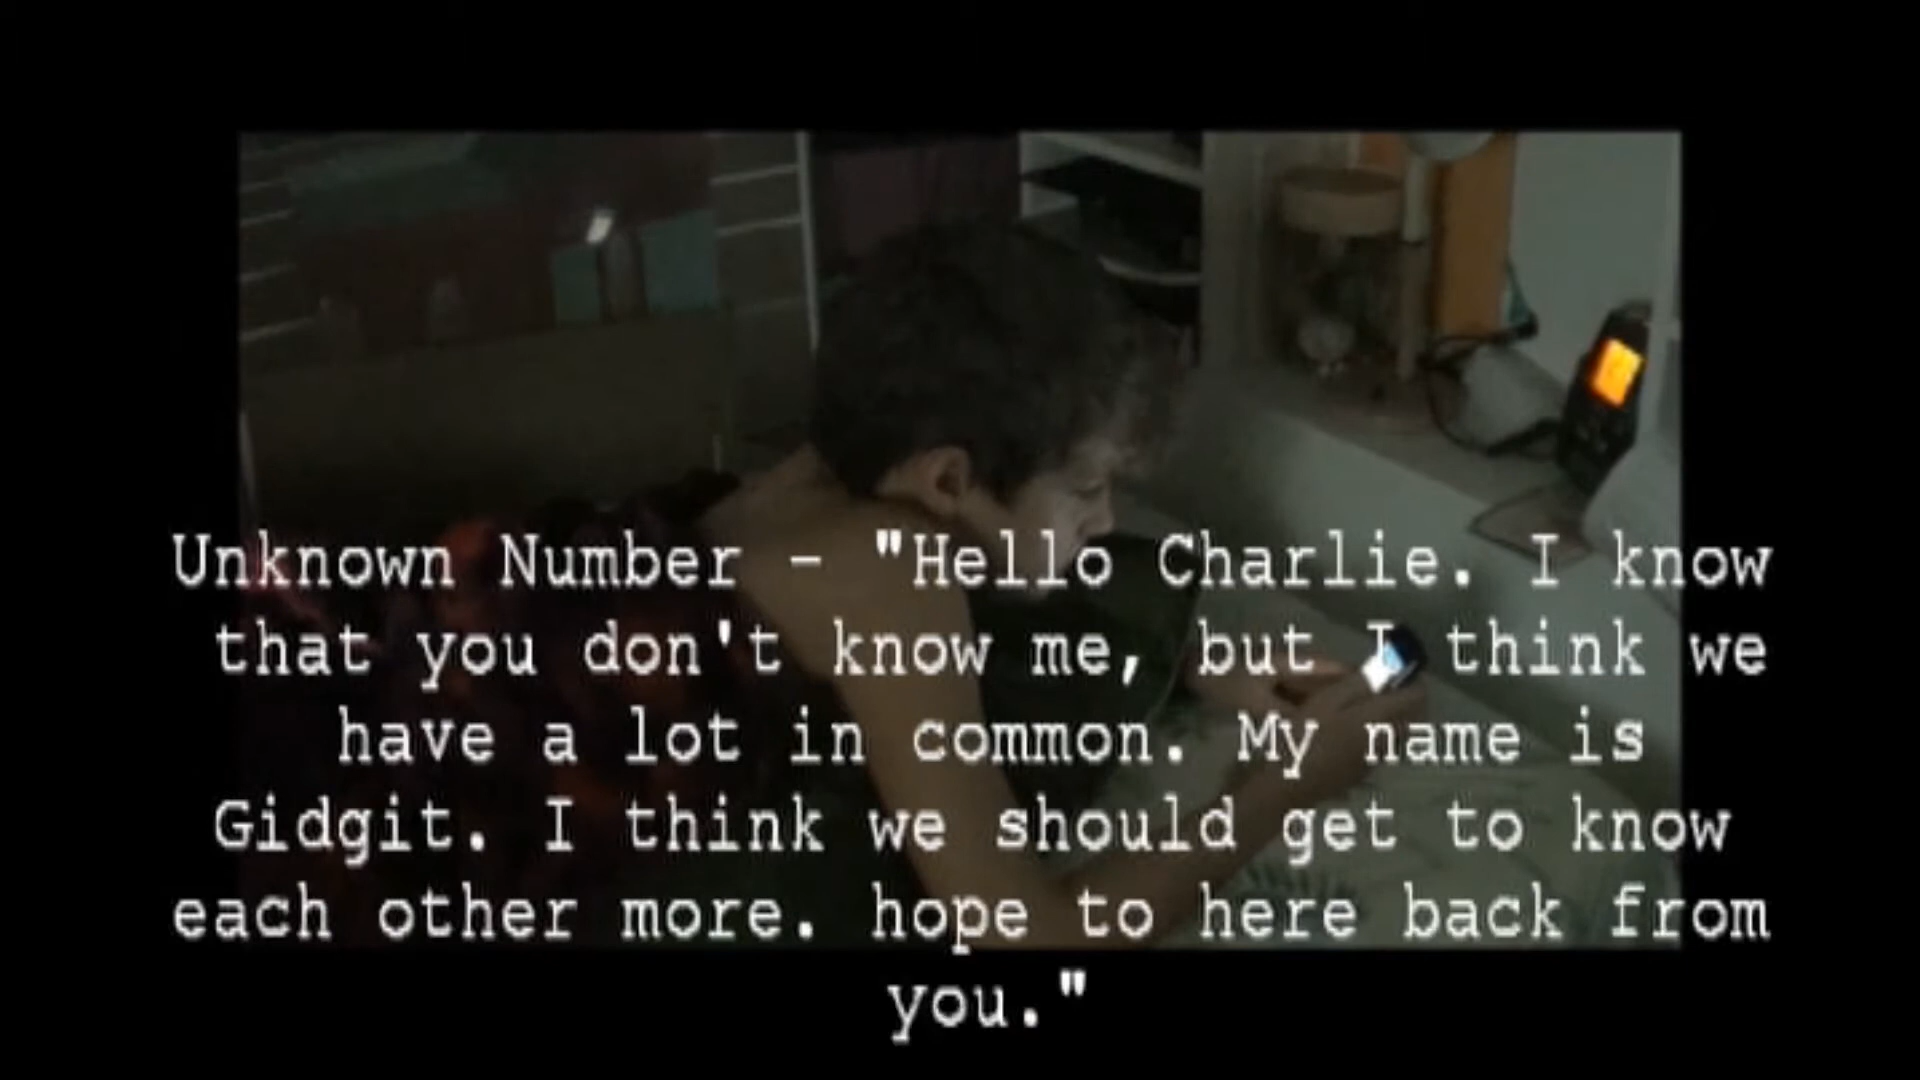 Unknown Number - "Hello Charlie. I know
that you don't know me, but I think we
have a lot in common. My name is
Gidgit. I think we should get to know
each other more. hope to here back from
you."